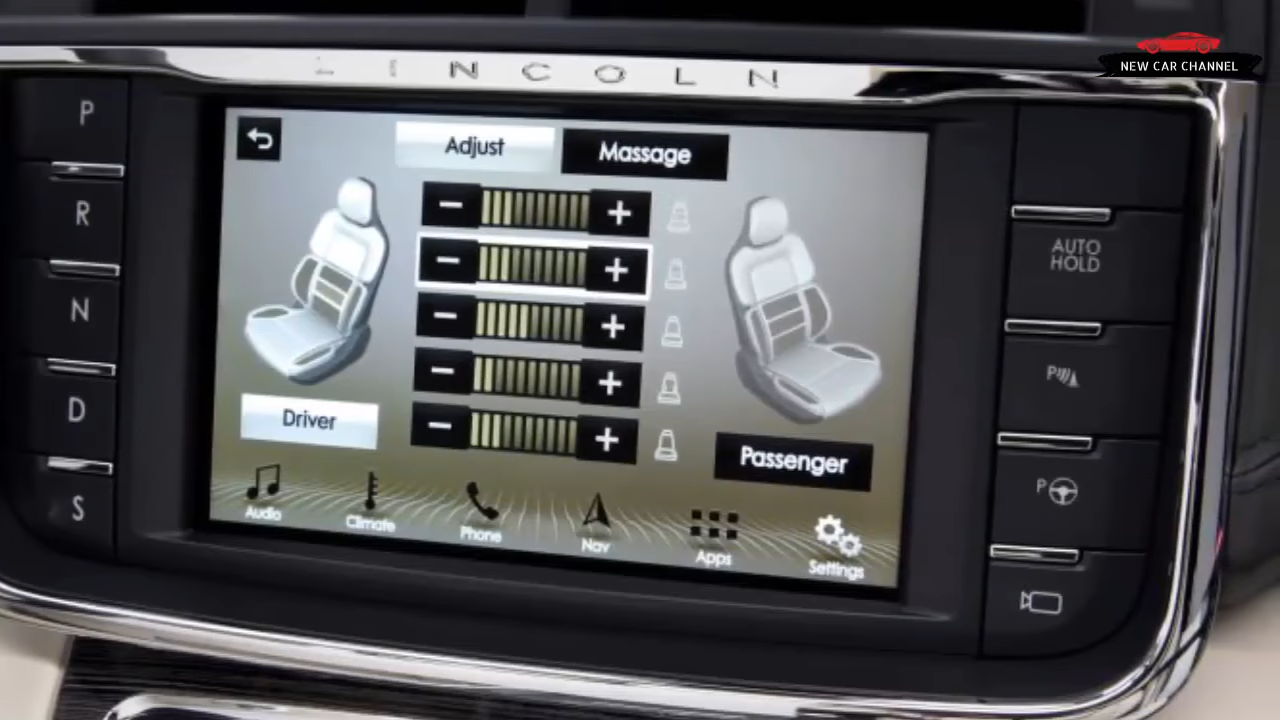 NEW CAR CHANNEL
LINCOLN
P
R
N
D
S
Adjust
Massage
Driver
Passenger
Audio
Climate
Phone
Nav
Apps
Settings
AUTO
HOLD
P
P